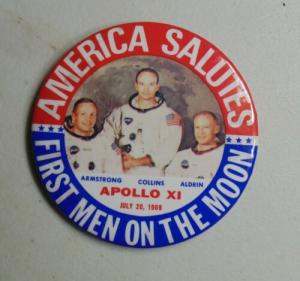 AMERICA SALUTES
ARMSTRONG COLLINS ALDRIN
APOLLO XI
JULY 20, 1969
FIRST MEN ON THE MOON